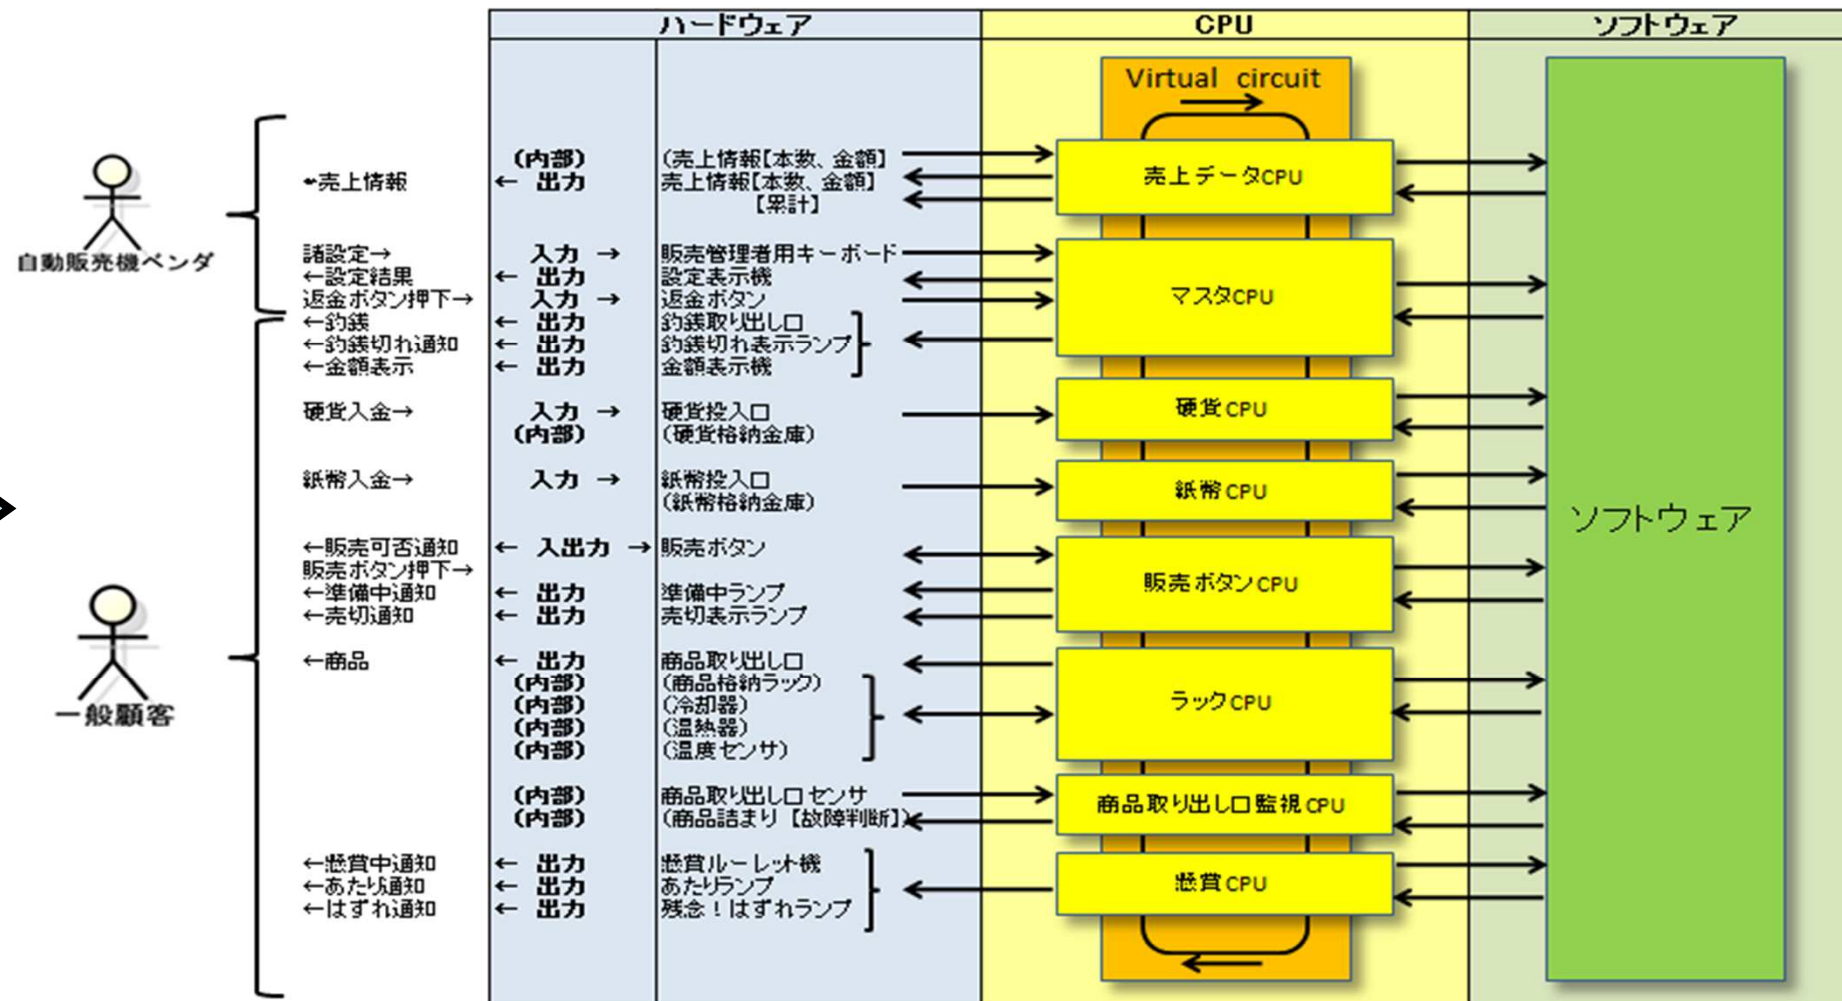 ハードウェア CPU ソフトウェア
Virtual circuit
(内部) (売上情報【本数、金額】
←売上情報 ← 出力 売上情報【本数、金額】
【累計】
売上データCPU
自動販売機ベンダ
諸設定→ 入力 → 販売管理者用キーボード
←設定結果 ← 出力 設定表示機
返金ボタン押下→ 入力 → 返金ボタン
←釣銭 ← 出力 釣銭取り出し口
←釣銭切れ通知 ← 出力 釣銭切れ表示ランプ
←金額表示 ← 出力 金額表示機
マスタCPU
硬貨入金→ 入力 → 硬貨投入口
(内部) (硬貨格納金庫)
硬貨CPU
紙幣入金→ 入力 → 紙幣投入口
(紙幣格納金庫)
紙幣CPU
ソフトウェア
←販売可否通知 ← 入出力 → 販売ボタン
販売ボタン押下→
←準備中通知 ← 出力 準備中ランプ
←売切通知 ← 出力 売切表示ランプ
販売ボタンCPU
一般顧客
←商品 ← 出力 商品取り出し口
(内部) (商品格納ラック)
(内部) (冷却器)
(内部) (温熱器)
(内部) (温度センサ)
ラックCPU
(内部) 商品取り出し口センサ
(内部) (商品詰まり【故障判断】)
商品取り出し口監視CPU
←懸賞中通知 ← 出力 懸賞ルーレット機
←あたり通知 ← 出力 あたりランプ
←はずれ通知 ← 出力 残念!はずれランプ
懸賞CPU